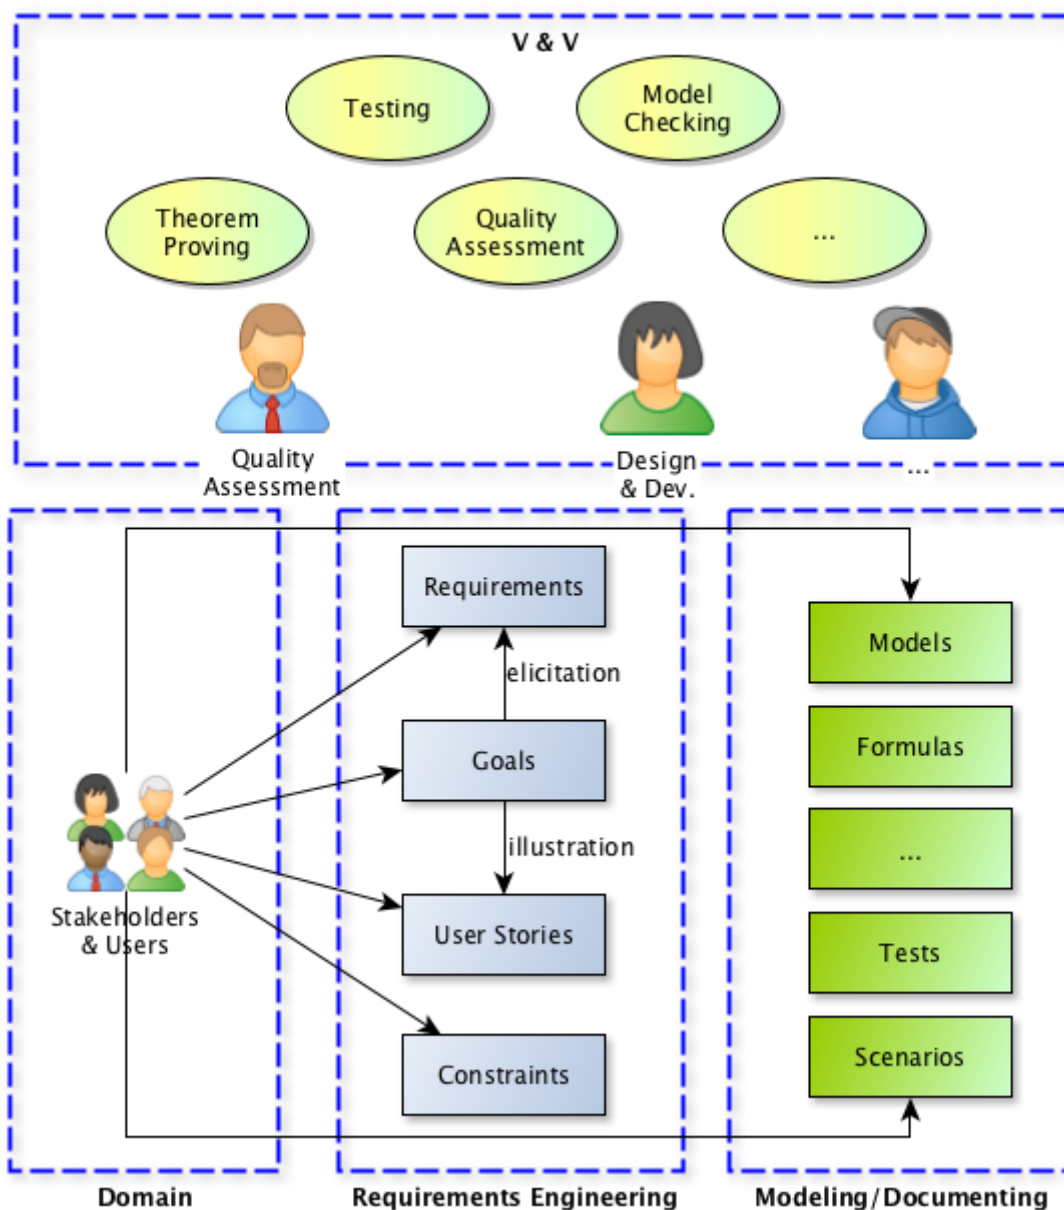 V & V
Testing
Model
Checking
Theorem
Proving
Quality
Assessment
...
Quality
Assessment
Design
& Dev.
...
Requirements
elicitation
Goals
illustration
User Stories
Constraints
Stakeholders
& Users
Models
Formulas
...
Tests
Scenarios
Domain
Requirements Engineering
Modeling/Documenting